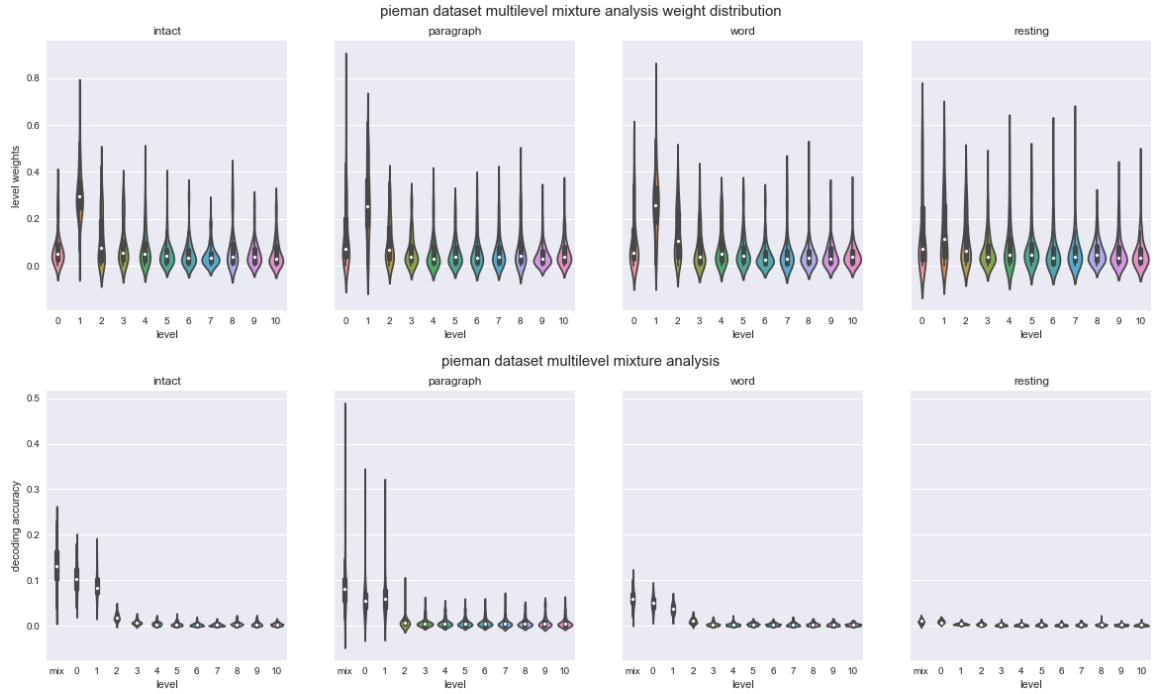 pieman dataset multilevel mixture analysis weight distribution
intact paragraph word resting
level weights
0.8
0.6
0.4
0.2
0.0
0 1 2 3 4 5 6 7 8 9 10 0 1 2 3 4 5 6 7 8 9 10 0 1 2 3 4 5 6 7 8 9 10 0 1 2 3 4 5 6 7 8 9 10
level level level level
pieman dataset multilevel mixture analysis
intact paragraph word resting
decoding accuracy
0.5
0.4
0.3
0.2
0.1
0.0
mix 0 1 2 3 4 5 6 7 8 9 10 mix 0 1 2 3 4 5 6 7 8 9 10 mix 0 1 2 3 4 5 6 7 8 9 10 mix 0 1 2 3 4 5 6 7 8 9 10
level level level level